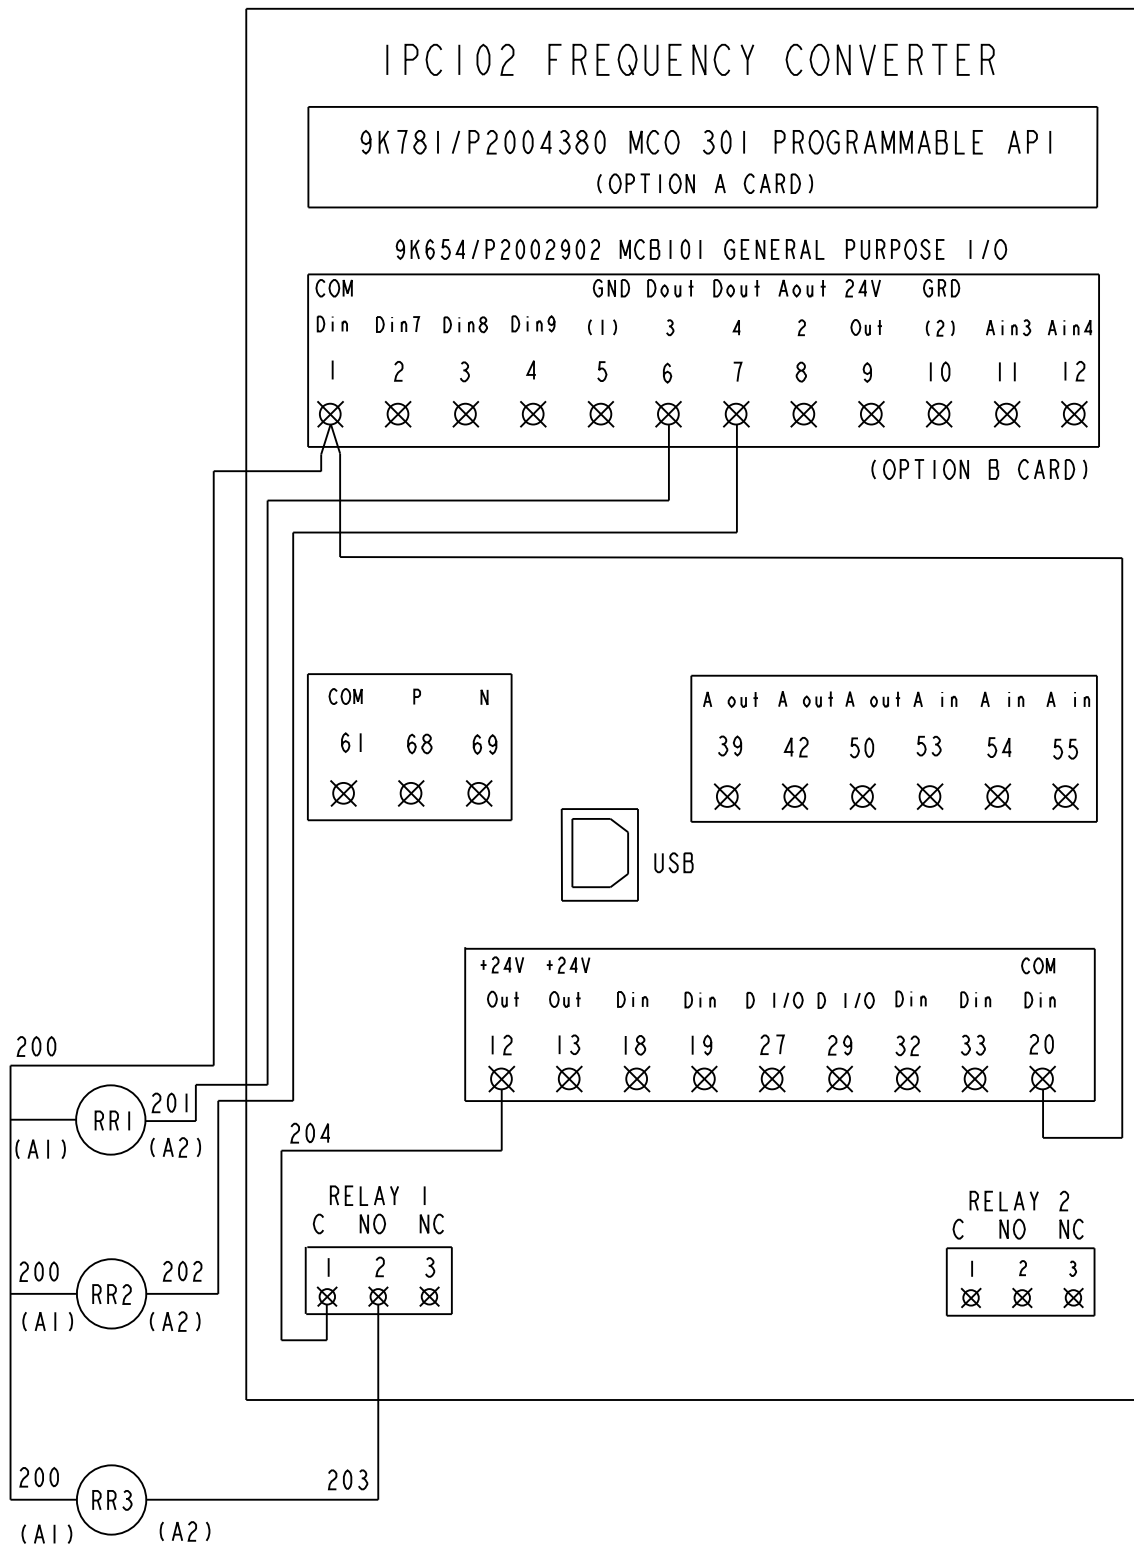 IPC102 FREQUENCY CONVERTER
9K781/P2004380 MCO 301 PROGRAMMABLE API
(OPTION A CARD)
9K654/P2002902 MCB101 GENERAL PURPOSE I/O
COM GND Dout Dout Aout 24V GRD
Din Din7 Din8 Din9 (1) 3 4 2 Out (2) Ain3 Ain4
1 2 3 4 5 6 7 8 9 10 11 12
(OPTION B CARD)
COM P N
61 68 69
A out A out A out A in A in A in
39 42 50 53 54 55
USB
+24V +24V COM
Out Out Din Din D I/O D I/O Din Din Din
12 13 18 19 27 29 32 33 20
200
RR1 201
(A1) (A2)
204
RELAY 1
C NO NC
1 2 3
RELAY 2
C NO NC
1 2 3
200 RR2 202
(A1) (A2)
200 RR3 203
(A1) (A2)